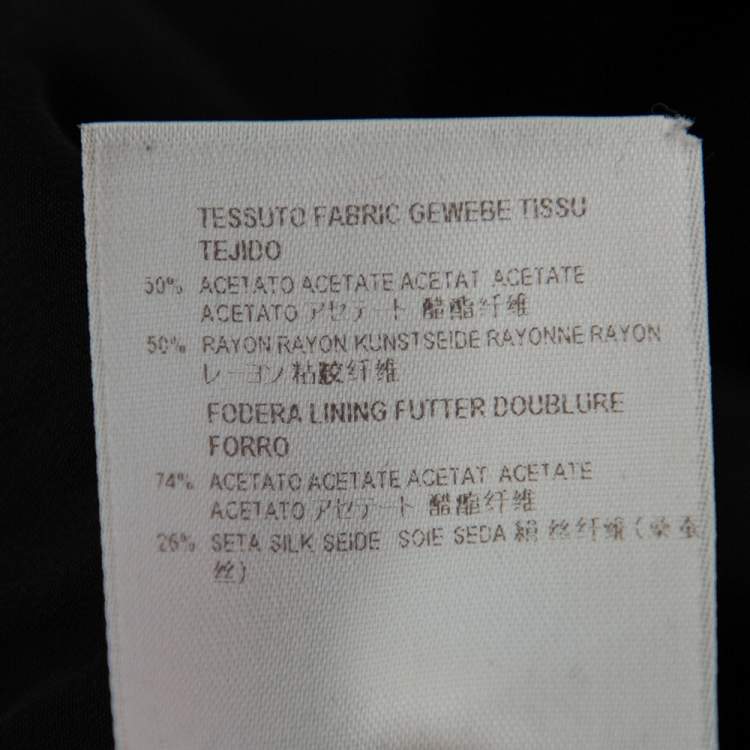 TESSUTO FABRIC GEWEBE TISSU
TEJIDO
50% ACETATO ACETATE ACETAT ACETATE
ACETATO アセテート 醋酯纤维
50% RAYON RAYON KUNSTSEIDE RAYONNE RAYON
レーヨン 粘胶纤维
FODERA LINING FUTTER DOUBLURE
FORRO
74% ACETATO ACETATE ACETAT ACETATE
ACETATO アセテート 醋酯纤维
26% SETA SILK SEIDE SOIE SEDA 絹 丝纤维 (桑蚕
丝)